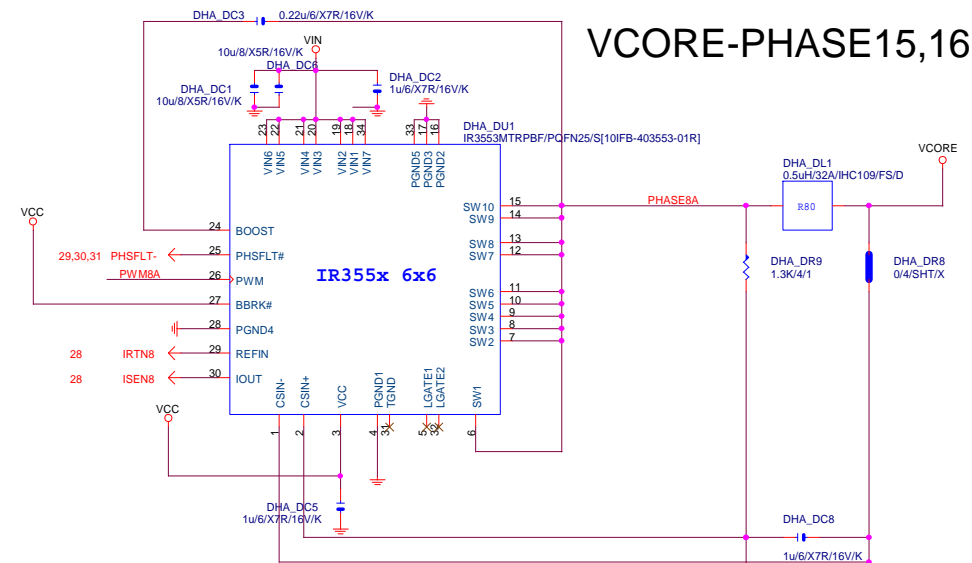 VCORE-PHASE15,16
DHA_DC3
0.22u/6/X7R/16V/K
VIN
10u/8/X5R/16V/K
DHA_DC6
DHA_DC1
10u/8/X5R/16V/K
DHA_DC2
1u/6/X7R/16V/K
DHA_DU1
IR3553MTRPBF/PQFN25/S[10IFB-403553-01R]
23 22 21 20 19 18 34 33 17 16
VIN6 VIN5 VIN4 VIN3 VIN2 VIN1 VIN7 PGND5 PGND3 PGND2
VCORE
DHA_DL1
0.5uH/32A/IHC109/FS/D
R80
PHASE8A
VCC
24 BOOST
29,30,31 PHSFLT- 25 PHSFLT#
PWM8A 26 PWM
27 BBRK#
28 PGND4
28 IRTN8 29 REFIN
28 ISEN8 30 IOUT
IR355x 6x6
SW10 15
SW9 14
SW8 13
SW7 12
SW6 11
SW5 10
SW4 9
SW3 8
SW2 7
DHA_DR9
1.3K/4/1
DHA_DR8
0/4/SHT/X
CSIN- CSIN+ VCC PGND1 TGND LGATE1 LGATE2 SW1
1 2 3 4 31 5 32 6
VCC
DHA_DC5
1u/6/X7R/16V/K
DHA_DC8
1u/6/X7R/16V/K